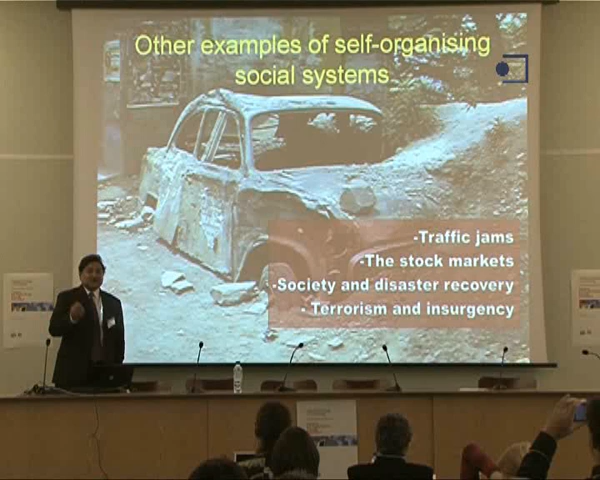 Other examples of self-organising
social systems
-Traffic jams
-The stock markets
-Society and disaster recovery
- Terrorism and insurgency